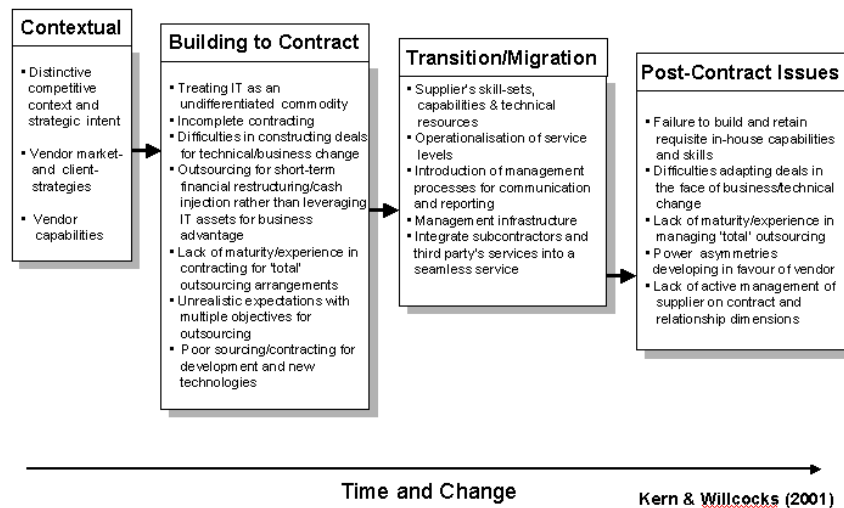 Contextual
▪ Distinctive
competitive
context and
strategic intent
▪ Vendor market-
and client-
strategies
▪ Vendor
capabilities
Building to Contract
▪ Treating IT as an
undifferentiated commodity
▪ Incomplete contracting
▪ Difficulties in constructing deals
for technical/business change
▪ Outsourcing for short-term
financial restructuring/cash
injection rather than leveraging
IT assets for business
advantage
▪ Lack of maturity/experience in
contracting for 'total'
outsourcing arrangements
▪ Unrealistic expectations with
multiple objectives for
outsourcing
▪ Poor sourcing/contracting for
development and new
technologies
Transition/Migration
▪ Supplier's skill-sets,
capabilities & technical
resources
▪ Operationalisation of service
levels
▪ Introduction of management
processes for communication
and reporting
▪ Management infrastructure
▪ Integrate subcontractors and
third party's services into a
seamless service
Post-Contract Issues
▪ Failure to build and retain
requisite in-house capabilities
and skills
▪ Difficulties adapting deals in
the face of business/technical
change
▪ Lack of maturity/experience in
managing 'total' outsourcing
▪ Power asymmetries
developing in favour of vendor
▪ Lack of active management of
supplier on contract and
relationship dimensions
Time and Change
Kern & Willcocks (2001)